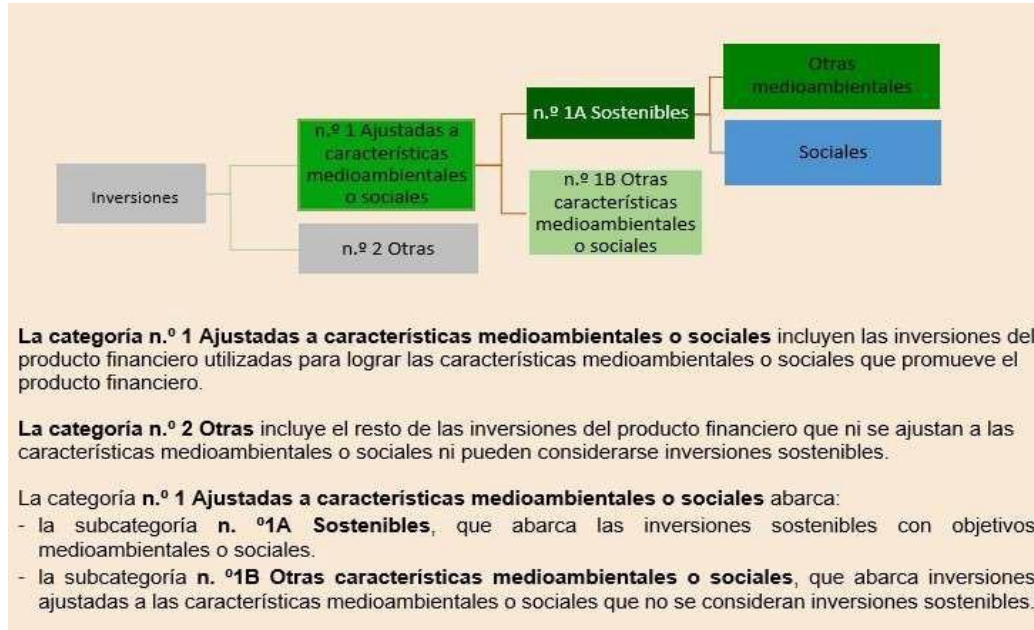 Otras
medioambientales
n.º 1A Sostenibles
n.º 1 Ajustadas a
características
medioambientales
o sociales
Sociales
n.º 1B Otras
características
medioambientales
o sociales
Inversiones
n.º 2 Otras
La categoría n.º 1 Ajustadas a características medioambientales o sociales incluyen las inversiones del
producto financiero utilizadas para lograr las características medioambientales o sociales que promueve el
producto financiero.
La categoría n.º 2 Otras incluye el resto de las inversiones del producto financiero que ni se ajustan a las
características medioambientales o sociales ni pueden considerarse inversiones sostenibles.
La categoría n.º 1 Ajustadas a características medioambientales o sociales abarca:
- la subcategoría n. º1A Sostenibles, que abarca las inversiones sostenibles con objetivos
medioambientales o sociales.
- la subcategoría n. º1B Otras características medioambientales o sociales, que abarca inversiones
ajustadas a las características medioambientales o sociales que no se consideran inversiones sostenibles.